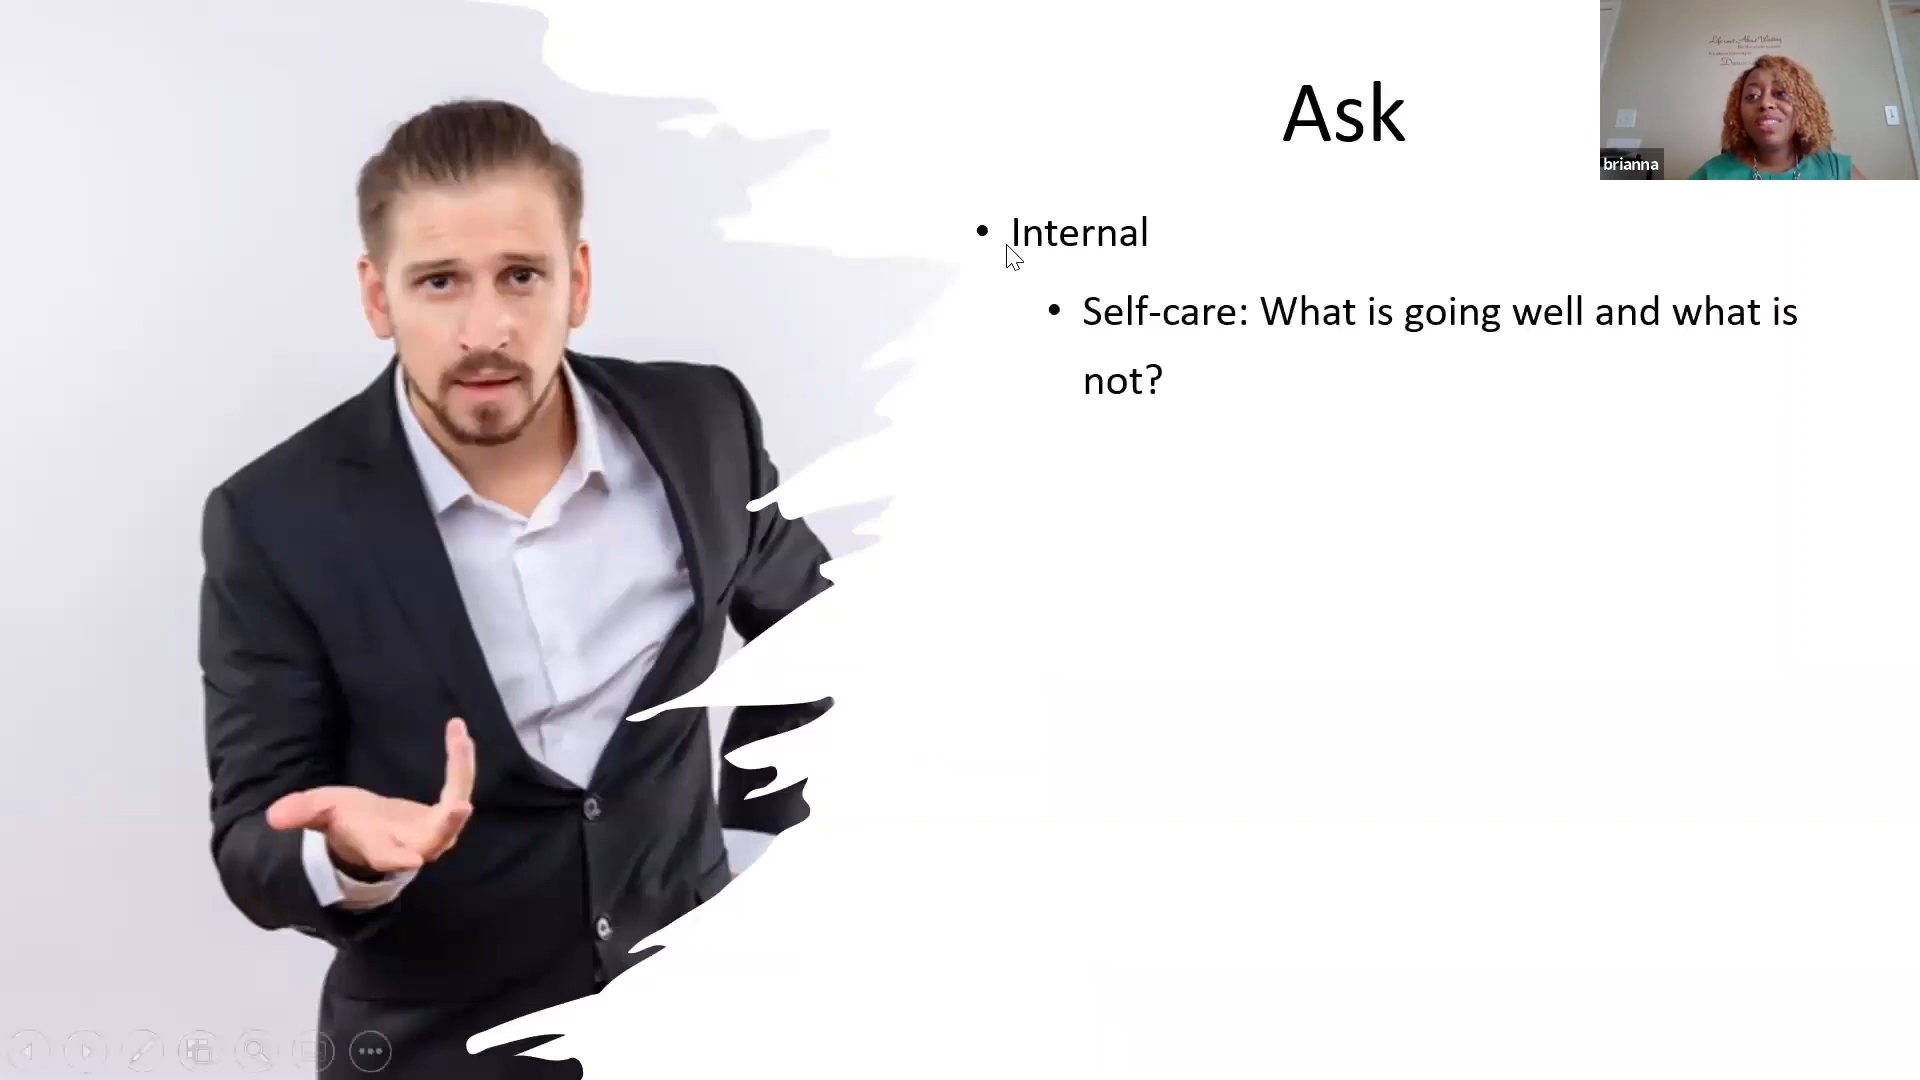 Ask
Internal
Self-care: What is going well and what is
not?
brianna